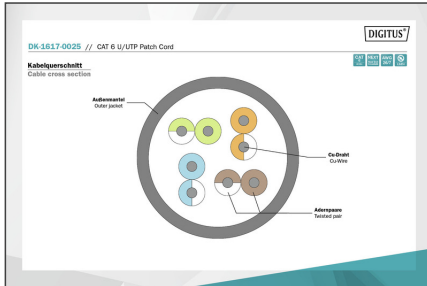 DIGITUS®
DK-1617-0025 // CAT 6 U/UTP Patch Cord
Kabelquerschnitt
Cable cross section
Außenmantel
Outer jacket
Cu-Draht
Cu-Wire
Adernpaare
Twisted pair